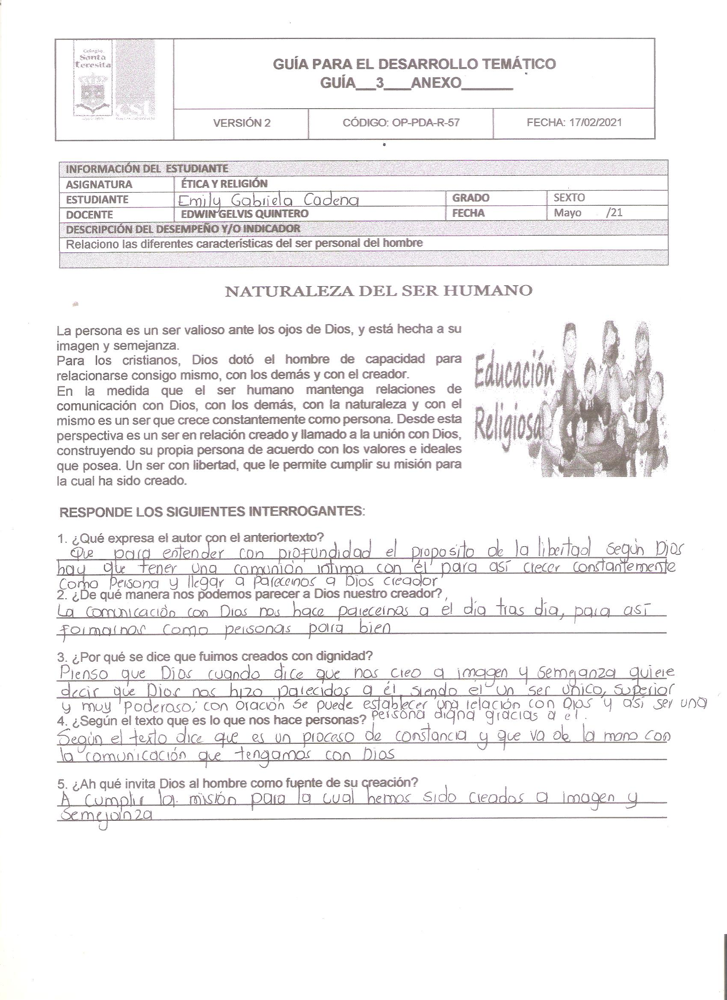 Colegio
Santa
teresita
cst
GUÍA PARA EL DESARROLLO TEMÁTICO
GUÍA___3____ANEXO_______
VERSIÓN 2
CÓDIGO: OP-PDA-R-57
FECHA: 17/02/2021
INFORMACIÓN DEL ESTUDIANTE
ASIGNATURA ÉTICA Y RELIGIÓN
ESTUDIANTE Emily Gabriela Cadena GRADO SEXTO
DOCENTE EDWIN GELVIS QUINTERO FECHA Mayo /21
DESCRIPCIÓN DEL DESEMPEÑO Y/O INDICADOR
Relaciono las diferentes características del ser personal del hombre
NATURALEZA DEL SER HUMANO
La persona es un ser valioso ante los ojos de Dios, y está hecha a su
imagen y semejanza.
Para los cristianos, Dios dotó el hombre de capacidad para
relacionarse consigo mismo, con los demás y con el creador.
En la medida que el ser humano mantenga relaciones de
comunicación con Dios, con los demás, con la naturaleza y con el
mismo es un ser que crece constantemente como persona. Desde esta
perspectiva es un ser en relación creado y llamado a la unión con Dios,
construyendo su propia persona de acuerdo con los valores e ideales
que posea. Un ser con libertad, que le permite cumplir su misión para
la cual ha sido creado.
Educación
Religiosa
RESPONDE LOS SIGUIENTES INTERROGANTES:
1. ¿Qué expresa el autor con el anteriortexto?
Que para entender con profundidad el proposito de la libertad según Dios
hay que tener una comunión intima con él para así crecer constantemente
como persona y llegar a parecernos a Dios creador
2. ¿De qué manera nos podemos parecer a Dios nuestro creador?
La comunicación con Dios nos hace parecernos a él día tras día, para así
formarnos como personas para bien
3. ¿Por qué se dice que fuimos creados con dignidad?
Pienso que Dios cuando dice que nos creo a imagen y semejanza quiere
decir que Dios nos hizo parecidos a él, siendo él un ser único, superior
y muy poderoso; con oración se puede establecer una relación con Dios y así ser una
persona digna gracias a el.
4. ¿Según el texto que es lo que nos hace personas?
Según el texto dice que es un proceso de constancia y que va de la mano con
la comunicación que tengamos con Dios
5. ¿Ah qué invita Dios al hombre como fuente de su creación?
A cumplir la misión para la cual hemos sido creados a imagen y
semejanza